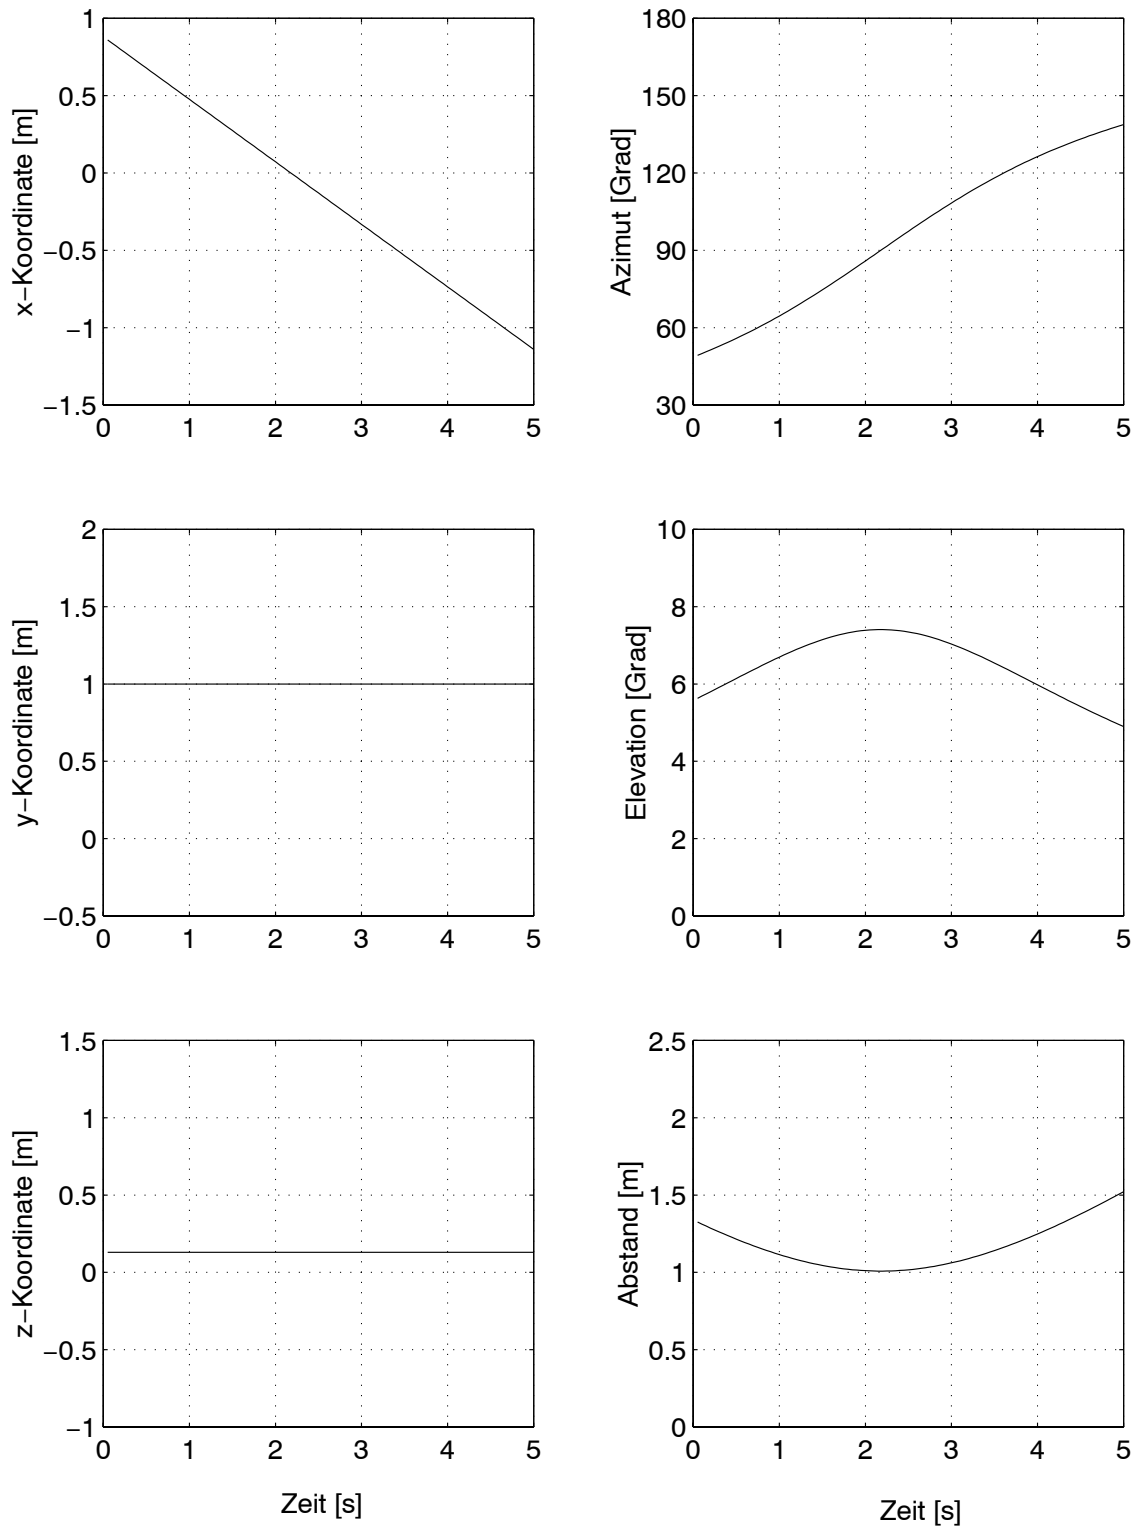 1
0.5
0
−0.5
−1
−1.5
0 1 2 3 4 5
x−Koordinate [m]
180
150
120
90
60
30
0 1 2 3 4 5
Azimut [Grad]
2
1.5
1
0.5
0
−0.5
0 1 2 3 4 5
y−Koordinate [m]
10
8
6
4
2
0
0 1 2 3 4 5
Elevation [Grad]
1.5
1
0.5
0
−0.5
−1
0 1 2 3 4 5
z−Koordinate [m]
Zeit [s]
2.5
2
1.5
1
0.5
0
0 1 2 3 4 5
Abstand [m]
Zeit [s]